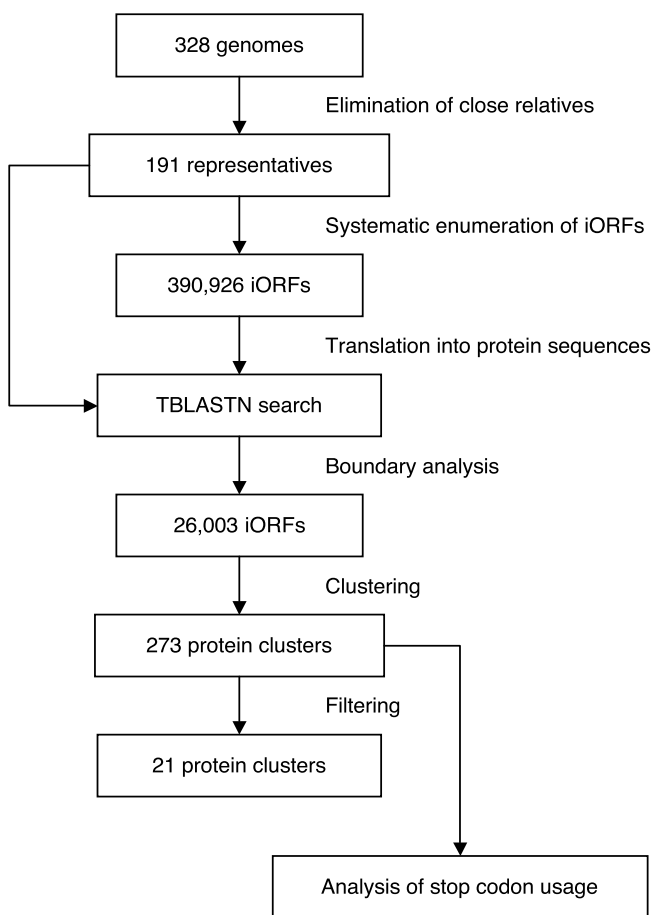 328 genomes
Elimination of close relatives
191 representatives
Systematic enumeration of iORFs
390,926 iORFs
Translation into protein sequences
TBLASTN search
Boundary analysis
26,003 iORFs
Clustering
273 protein clusters
Filtering
21 protein clusters
Analysis of stop codon usage